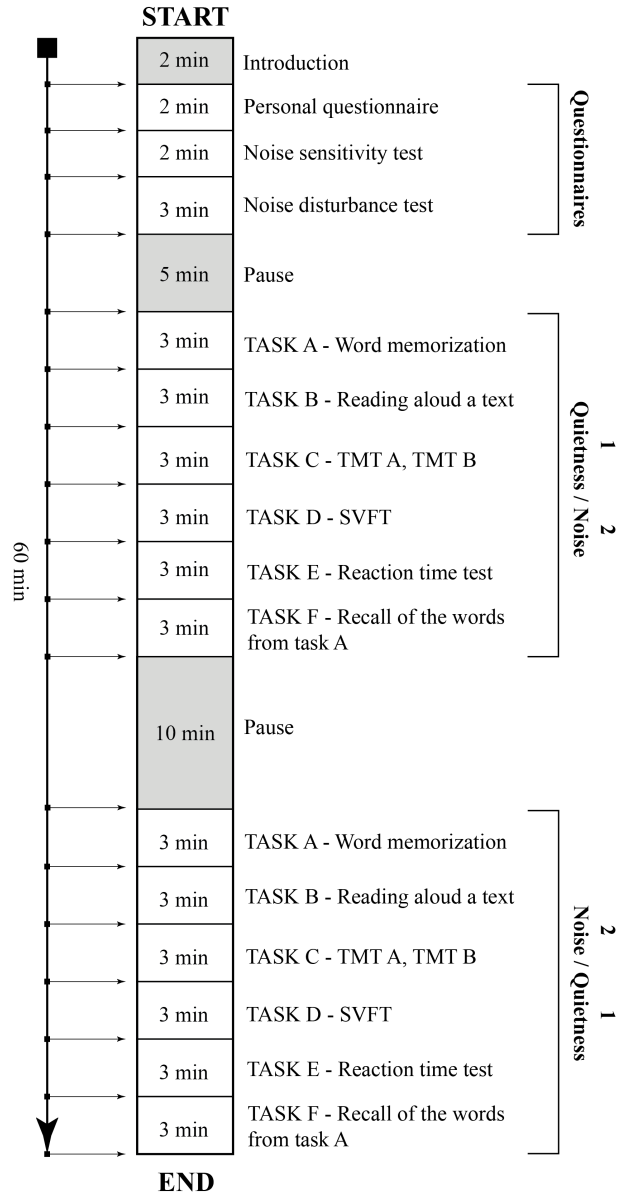 START
2 min
Introduction
2 min
Personal questionnaire
2 min
Noise sensitivity test
3 min
Noise disturbance test
Questionnaires
5 min
Pause
3 min
TASK A - Word memorization
3 min
TASK B - Reading aloud a text
3 min
TASK C - TMT A, TMT B
3 min
TASK D - SVFT
3 min
TASK E - Reaction time test
3 min
TASK F - Recall of the words
from task A
1 2
Quietness / Noise
60 min
10 min
Pause
3 min
TASK A - Word memorization
3 min
TASK B - Reading aloud a text
3 min
TASK C - TMT A, TMT B
3 min
TASK D - SVFT
3 min
TASK E - Reaction time test
3 min
TASK F - Recall of the words
from task A
2 1
Noise / Quietness
END